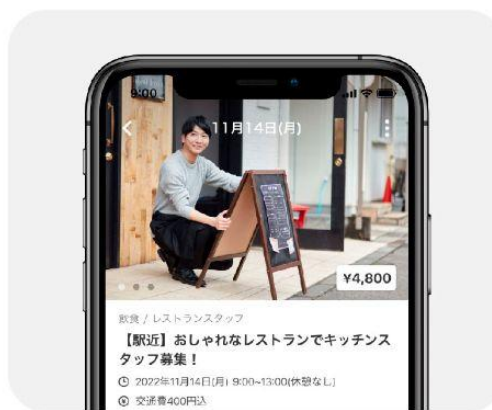 9:00
11月14日(月)
¥4,800
飲食 / レストランスタッフ
【駅近】おしゃれなレストランでキッチンス
タッフ募集！
2022年11月14日(月) 9:00~13:00(休憩なし)
交通費400円込